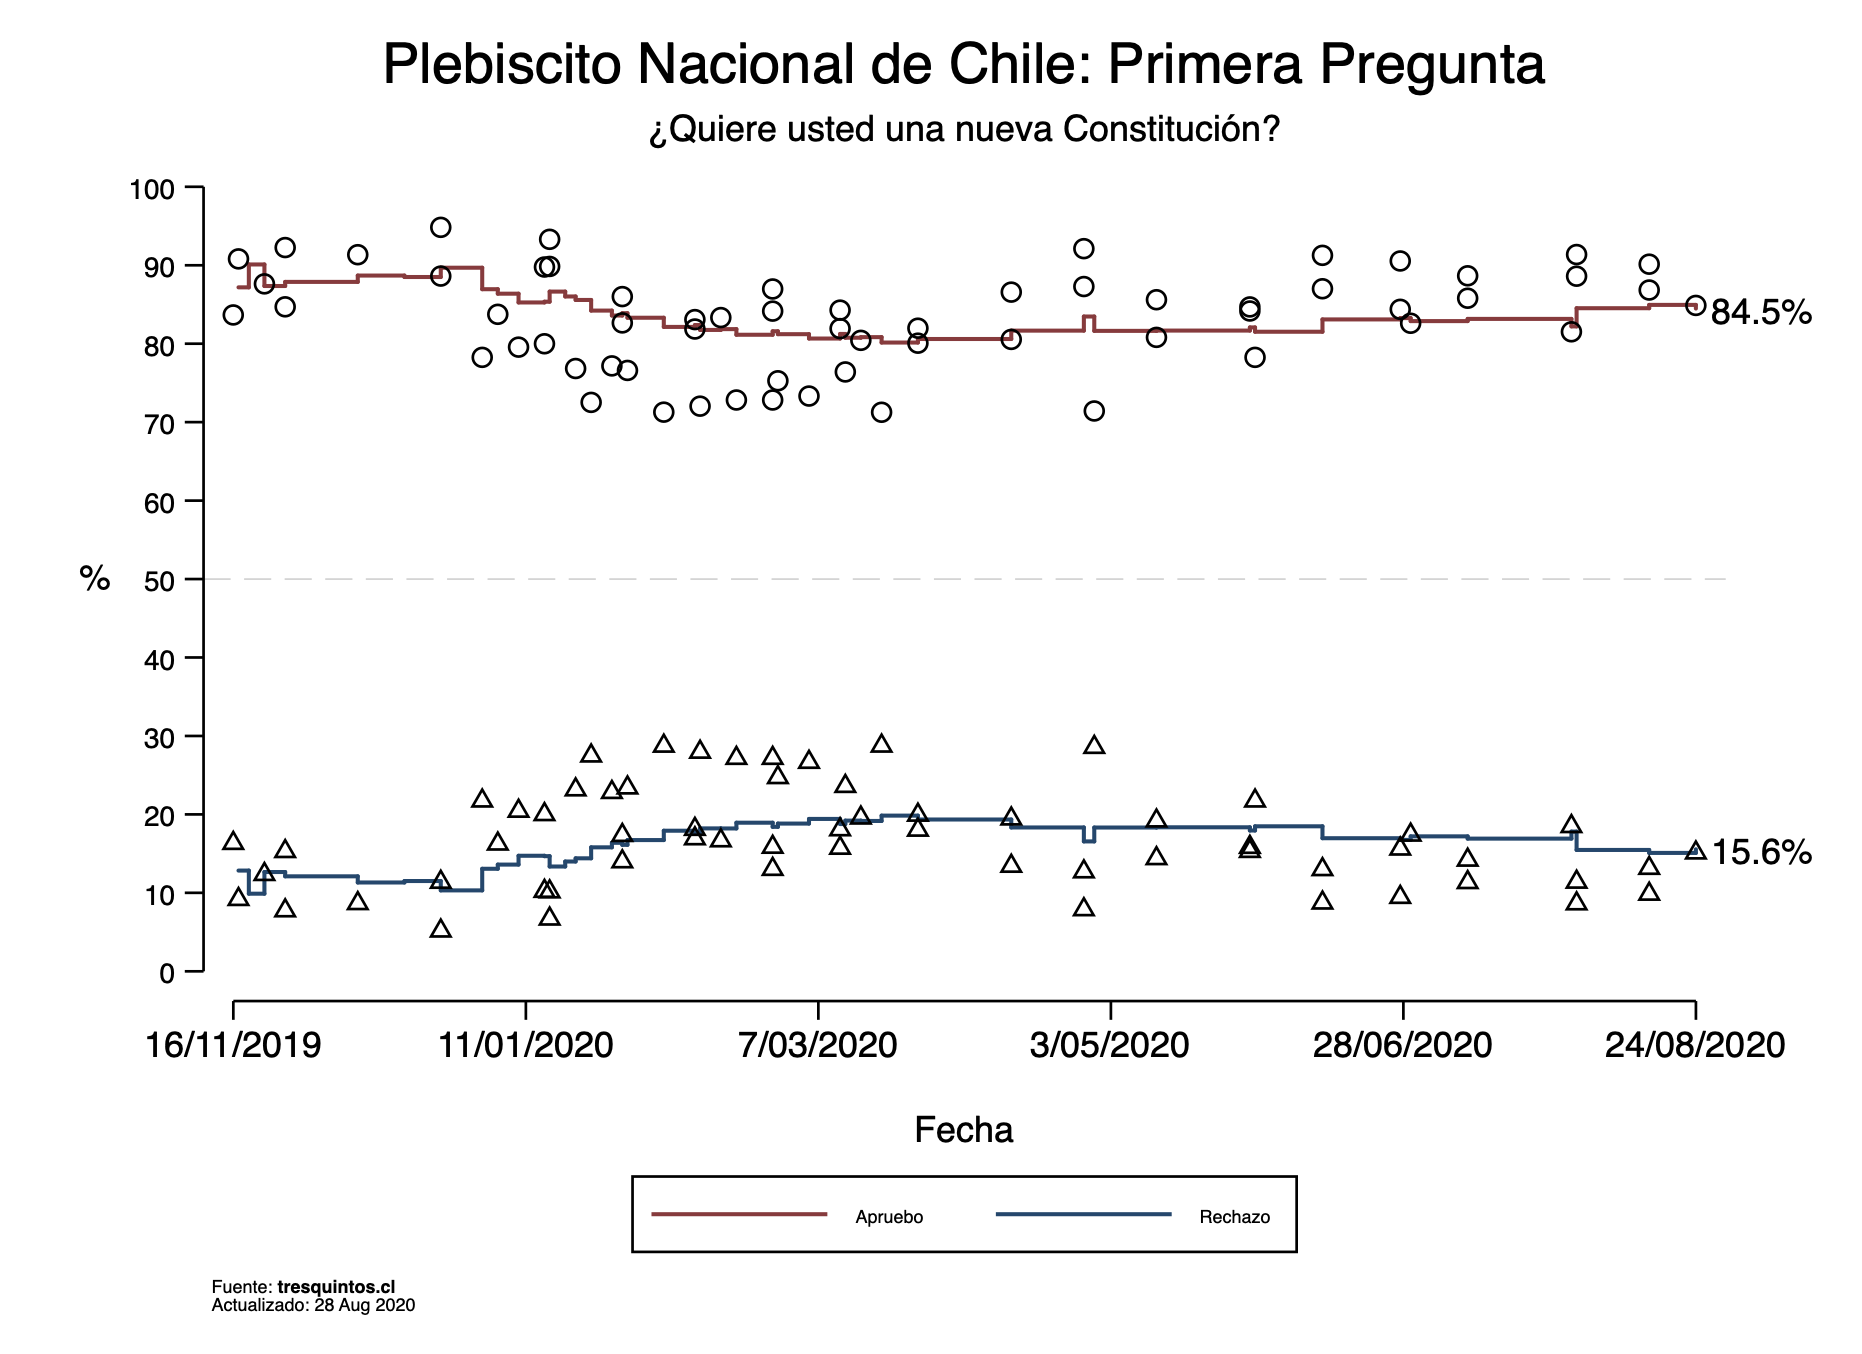 Plebiscito Nacional de Chile: Primera Pregunta
¿Quiere usted una nueva Constitución?
100
90
80
70
60
50
40
30
20
10
0
%
84.5%
15.6%
16/11/2019
11/01/2020
7/03/2020
3/05/2020
28/06/2020
24/08/2020
Fecha
Apruebo
Rechazo
Fuente: tresquintos.cl
Actualizado: 28 Aug 2020